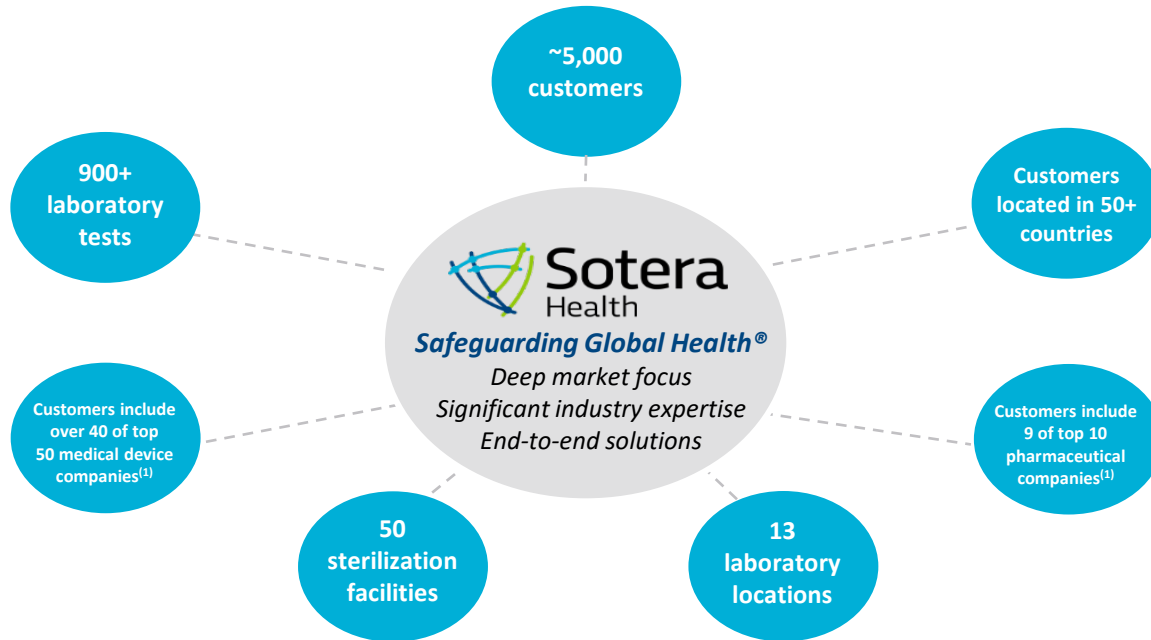 ~5,000
customers
900+
laboratory
tests
Customers
located in 50+
countries
Sotera
Health
Safeguarding Global Health®
Deep market focus
Significant industry expertise
End-to-end solutions
Customers include
over 40 of top
50 medical device
companies(1)
Customers include
9 of top 10
pharmaceutical
companies(1)
50
sterilization
facilities
13
laboratory
locations